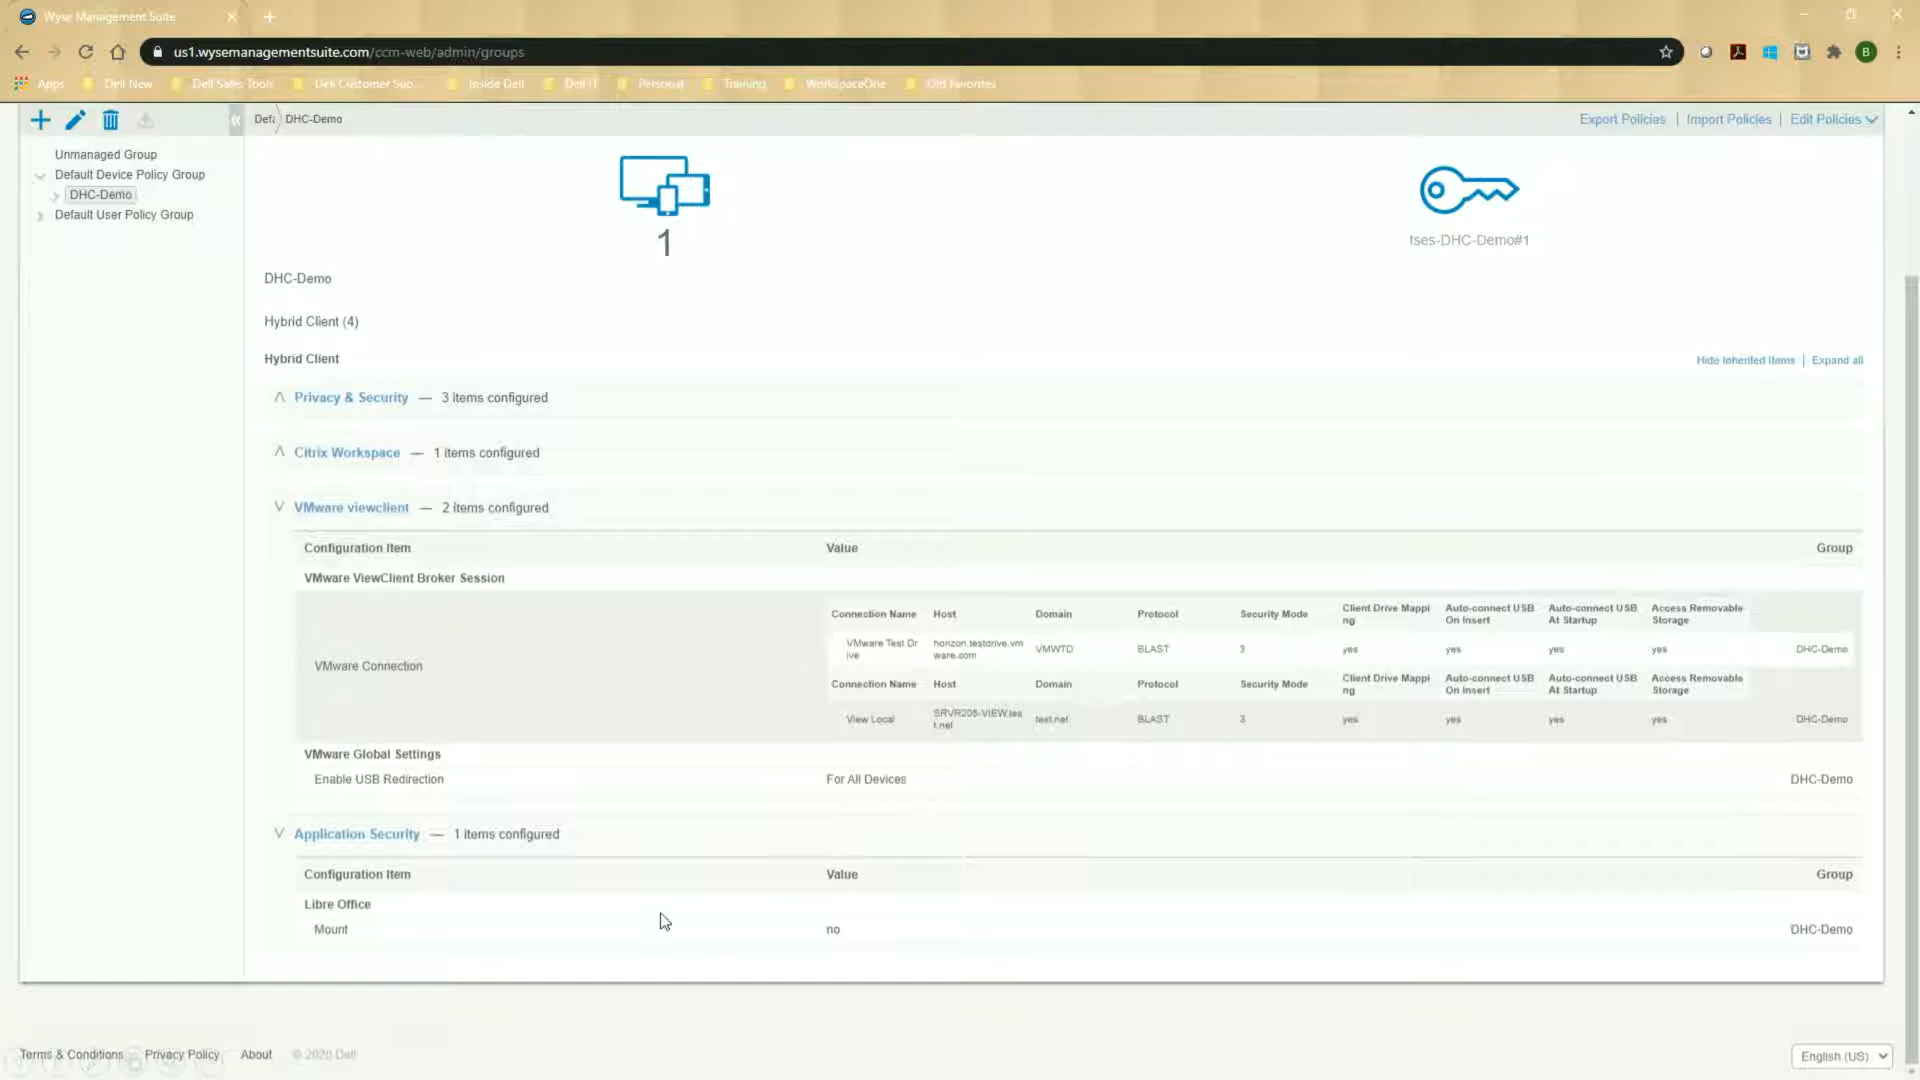 Wyse Management Suite
us1.wysemanagementsuite.com/ccm-web/admin/groups
B
Apps Dell New Dell Sales Tools Dell Customer Sup... Inside Dell Dell IT Personal Training WorkspaceOne Old Favorites
Defa DHC-Demo Export Policies | Import Policies | Edit Policies
Unmanaged Group
Default Device Policy Group
DHC-Demo
Default User Policy Group
1
tses-DHC-Demo#1
DHC-Demo
Hybrid Client (4)
Hybrid Client
Hide Inherited Items | Expand all
Privacy & Security — 3 items configured
Citrix Workspace — 1 items configured
VMware viewclient — 2 items configured
Configuration Item Value Group
VMware ViewClient Broker Session
VMware Connection
Connection Name Host Domain Protocol Security Mode Client Drive Mappi Auto-connect USB Auto-connect USB Access Removable
ng On Insert At Startup Storage
VMware Test Dr horizon.testdrive.vm VMWTD BLAST 3 yes yes yes yes DHC-Demo
ive ware.com
Connection Name Host Domain Protocol Security Mode Client Drive Mappi Auto-connect USB Auto-connect USB Access Removable
ng On Insert At Startup Storage
View Local SRVR205-VIEW.tes test.net BLAST 3 yes yes yes yes DHC-Demo
t.net
VMware Global Settings
Enable USB Redirection For All Devices DHC-Demo
Application Security — 1 items configured
Configuration Item Value Group
Libre Office
Mount no DHC-Demo
Terms & Conditions Privacy Policy About © 2020 Dell
English (US)